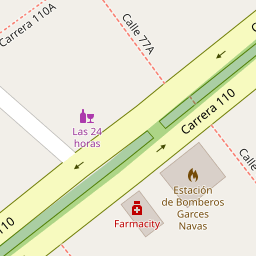 Carrera 110A
Calle 77A
Las 24
horas
Carrera 110
Calle
110
Estación
de Bomberos
Garces
Navas
Farmacity